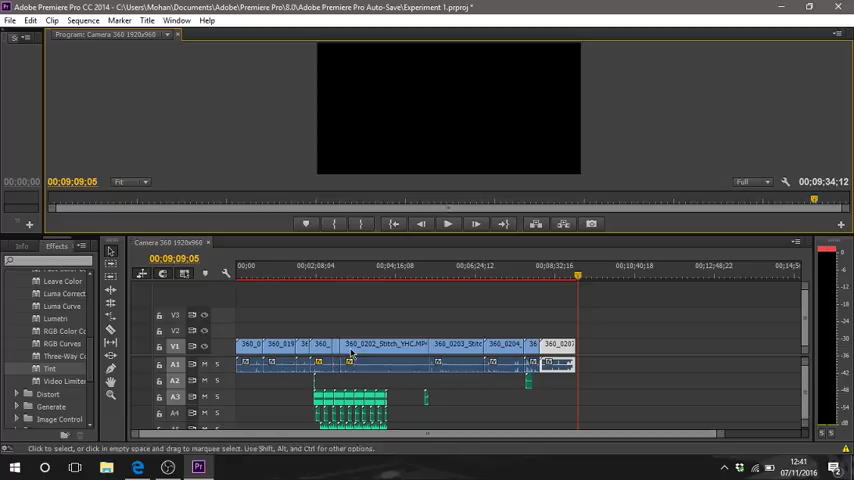 Adobe Premiere Pro CC 2014 - C:\Users\Mohan\Documents\Adobe\Premiere Pro\8.0\Adobe Premiere Pro Auto-Save\Experiment 1.prproj *
File Edit Clip Sequence Marker Title Window Help
Program: Camera 360 1920x960
00;00;00
00;09;09;05
Fit
Full
00;09;34;12
Info
Effects
Camera 360 1920x960
00;09;09;05
00;00
00;02;08;04
00;04;16;08
00;06;24;12
00;08;32;16
00;10;40;18
00;12;48;22
00;14;5
Leave Color
Luma Correct
Luma Curve
Lumetri
RGB Color C
RGB Curves
Three-Way Co
Tint
Video Limiter
Distort
Generate
Image Control
V3
V2
V1 360_0 360_019 36 360_ 360_0202_Stitch_YHC.MP4 360_0203_Stitc 360_0204_ 36 360_0207
A1 M S
A2 M S
A3 M S
A4 M S
Click to select, or click in empty space and drag to marquee select. Use Shift, Alt, and Ctrl for other options.
12:41
07/11/2016